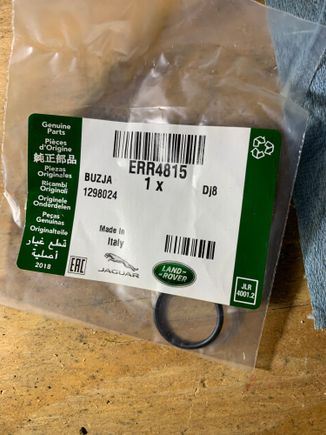 Genuine
Parts
Pièces
d'Origine
純正部品
Piezas
Originales
Ricambi
Originali
Originele
Onderdelen
Peças
Genuínas
Originalteile
قطع غيار
أصلية
2018
ERR4815
1 x
BUZJA
1298024
Dj8
Made in
Italy
EAC
JAGUAR
LAND-
ROVER
JLR
4001.2